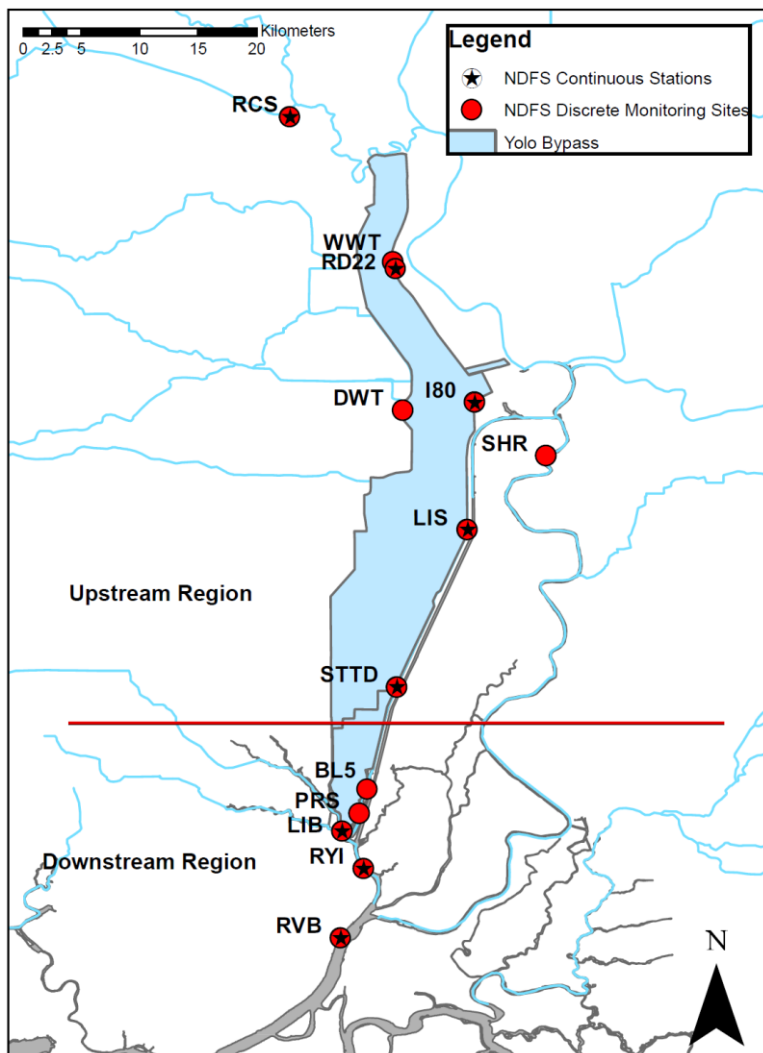 Kilometers
0 2.5 5 10 15 20
Legend
NDFS Continuous Stations
NDFS Discrete Monitoring Sites
Yolo Bypass
RCS
WWT
RD22
DWT
I80
SHR
LIS
Upstream Region
STTD
BL5
PRS
LIB
RYI
Downstream Region
RVB
N